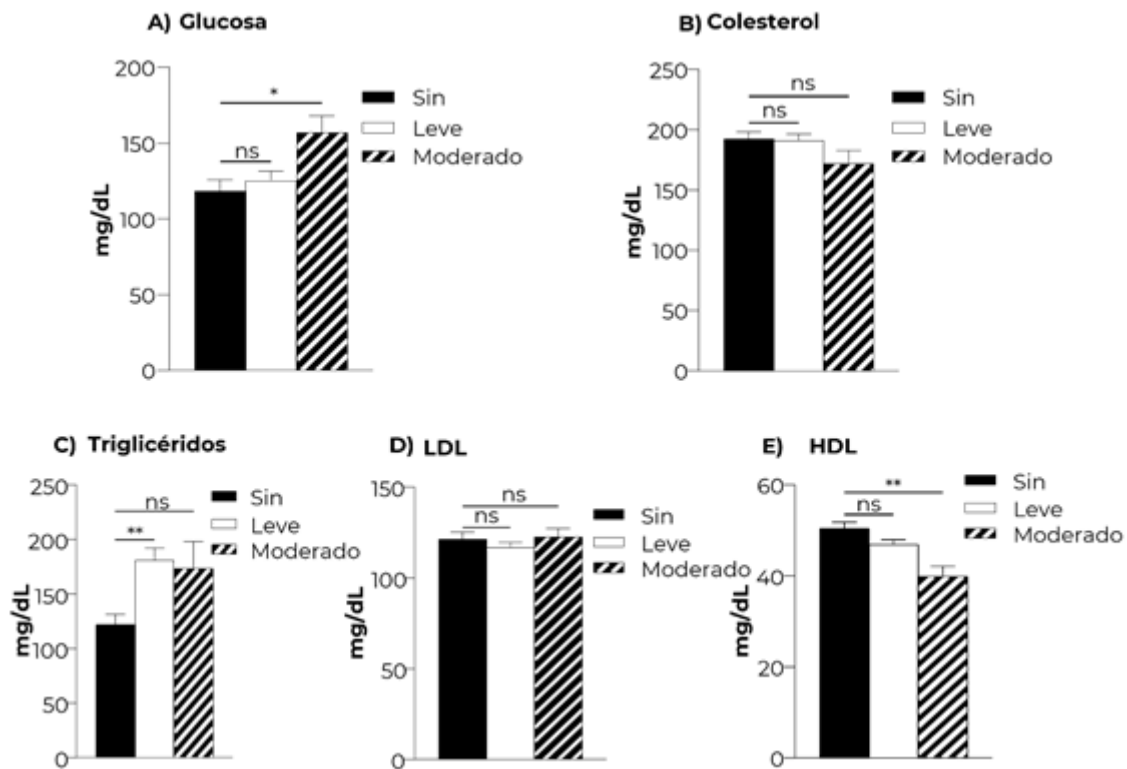 A) Glucosa
200
150
100
50
0
mg/dL
*
ns
Sin
Leve
Moderado
B) Colesterol
250
200
150
100
50
0
mg/dL
ns
ns
Sin
Leve
Moderado
C) Triglicéridos
250
200
150
100
50
0
mg/dL
ns
**
Sin
Leve
Moderado
D) LDL
150
100
50
0
mg/dL
ns
ns
Sin
Leve
Moderado
E) HDL
60
40
20
0
mg/dL
**
ns
Sin
Leve
Moderado